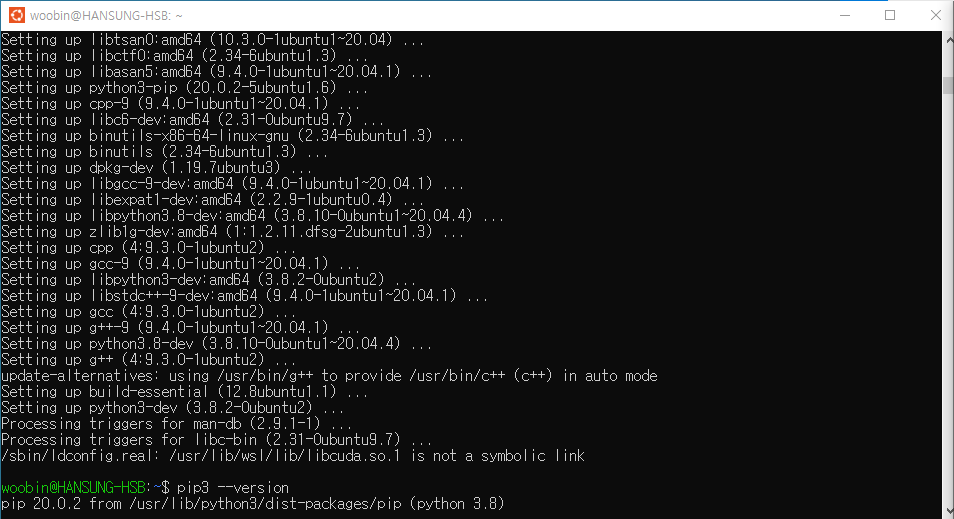 woobin@HANSUNG-HSB: ~
Setting up libtsan0:amd64 (10.3.0-1ubuntu1~20.04) ...
Setting up libctf0:amd64 (2.34-6ubuntu1.3) ...
Setting up libasan5:amd64 (9.4.0-1ubuntu1~20.04.1) ...
Setting up python3-pip (20.0.2-5ubuntu1.6) ...
Setting up cpp-9 (9.4.0-1ubuntu1~20.04.1) ...
Setting up libc6-dev:amd64 (2.31-0ubuntu9.7) ...
Setting up binutils-x86-64-linux-gnu (2.34-6ubuntu1.3) ...
Setting up binutils (2.34-6ubuntu1.3) ...
Setting up dpkg-dev (1.19.7ubuntu3) ...
Setting up libgcc-9-dev:amd64 (9.4.0-1ubuntu1~20.04.1) ...
Setting up libexpat1-dev:amd64 (2.2.9-1ubuntu0.4) ...
Setting up libpython3.8-dev:amd64 (3.8.10-0ubuntu1~20.04.4) ...
Setting up zlib1g-dev:amd64 (1:1.2.11.dfsg-2ubuntu1.3) ...
Setting up cpp (4:9.3.0-1ubuntu2) ...
Setting up gcc-9 (9.4.0-1ubuntu1~20.04.1) ...
Setting up libpython3-dev:amd64 (3.8.2-0ubuntu2) ...
Setting up libstdc++-9-dev:amd64 (9.4.0-1ubuntu1~20.04.1) ...
Setting up gcc (4:9.3.0-1ubuntu2) ...
Setting up g++-9 (9.4.0-1ubuntu1~20.04.1) ...
Setting up python3.8-dev (3.8.10-0ubuntu1~20.04.4) ...
Setting up g++ (4:9.3.0-1ubuntu2) ...
update-alternatives: using /usr/bin/g++ to provide /usr/bin/c++ (c++) in auto mode
Setting up build-essential (12.8ubuntu1.1) ...
Setting up python3-dev (3.8.2-0ubuntu2) ...
Processing triggers for man-db (2.9.1-1) ...
Processing triggers for libc-bin (2.31-0ubuntu9.7) ...
/sbin/ldconfig.real: /usr/lib/wsl/lib/libcuda.so.1 is not a symbolic link
woobin@HANSUNG-HSB:~$ pip3 --version
pip 20.0.2 from /usr/lib/python3/dist-packages/pip (python 3.8)